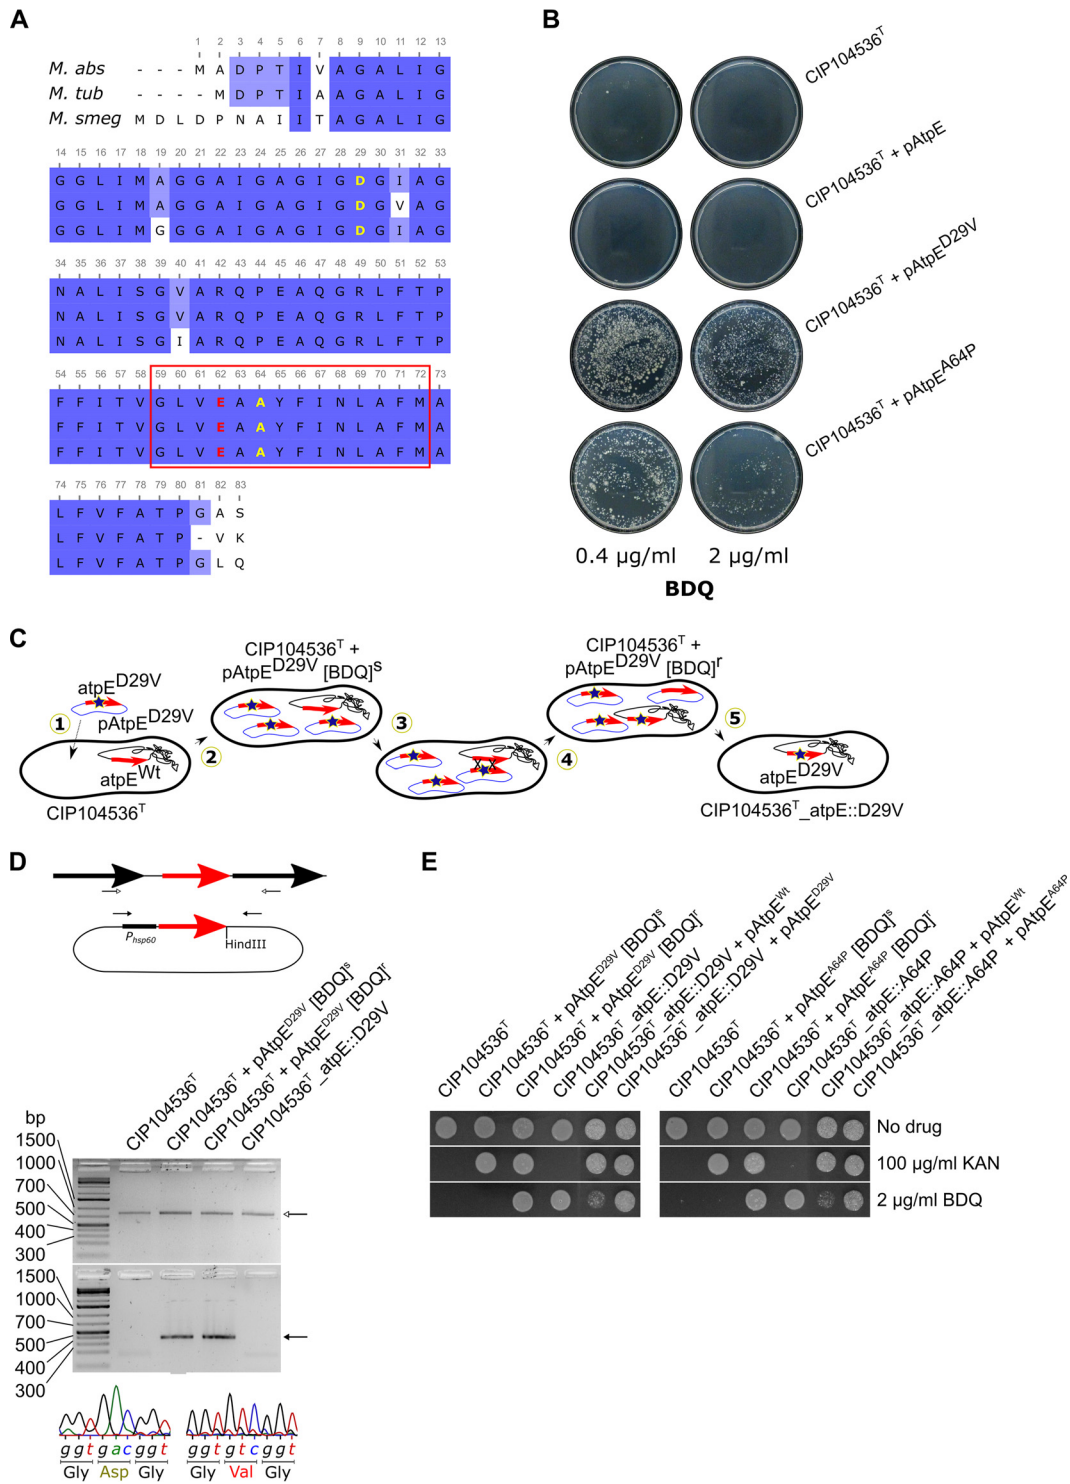 A
1 2 3 4 5 6 7 8 9 10 11 12 13
M. abs - - - M A D P T I V A G A L I G
M. tub - - - - M D P T I A A G A L I G
M. smeg M D L D P N A I I T A G A L I G
14 15 16 17 18 19 20 21 22 23 24 25 26 27 28 29 30 31 32 33
G G L I M A G G A I G A G I G D G I A G
G G L I M A G G A I G A G I G D G V A G
G G L I M G G G A I G A G I G D G I A G
34 35 36 37 38 39 40 41 42 43 44 45 46 47 48 49 50 51 52 53
N A L I S G V A R Q P E A Q G R L F T P
N A L I S G V A R Q P E A Q G R L F T P
N A L I S G I A R Q P E A Q G R L F T P
54 55 56 57 58 59 60 61 62 63 64 65 66 67 68 69 70 71 72 73
F F I T V G L V E A A Y F I N L A F M A
F F I T V G L V E A A Y F I N L A F M A
F F I T V G L V E A A Y F I N L A F M A
74 75 76 77 78 79 80 81 82 83
L F V F A T P G A S
L F V F A T P - V K
L F V F A T P G L Q
B
CIP104536ᵀ
CIP104536ᵀ + pAtpE
CIP104536ᵀ + pAtpE^D29V
CIP104536ᵀ + pAtpE^A64P
0.4 µg/ml 2 µg/ml
BDQ
C
atpE^D29V
pAtpE^D29V
1
atpE^Wt
CIP104536ᵀ
2
CIP104536ᵀ +
pAtpE^D29V [BDQ]^s
3
4
CIP104536ᵀ +
pAtpE^D29V [BDQ]^r
5
atpE^D29V
CIP104536ᵀ_atpE::D29V
D
P_hsp60
HindIII
CIP104536ᵀ
CIP104536ᵀ + pAtpE^D29V [BDQ]^s
CIP104536ᵀ + pAtpE^D29V [BDQ]^r
CIP104536ᵀ_atpE::D29V
bp
1500
1000
700
500
400
300
1500
1000
700
500
400
300
g g t g a c g g t
Gly Asp Gly
g g t g t c g g t
Gly Val Gly
E
CIP104536ᵀ
CIP104536ᵀ + pAtpE^D29V [BDQ]^s
CIP104536ᵀ + pAtpE^D29V [BDQ]^r
CIP104536ᵀ_atpE::D29V
CIP104536ᵀ_atpE::D29V + pAtpE^Wt
CIP104536ᵀ_atpE::D29V + pAtpE^D29V
CIP104536ᵀ
CIP104536ᵀ + pAtpE^A64P [BDQ]^s
CIP104536ᵀ + pAtpE^A64P [BDQ]^r
CIP104536ᵀ_atpE::A64P
CIP104536ᵀ_atpE::A64P + pAtpE^Wt
CIP104536ᵀ_atpE::A64P + pAtpE^A64P
No drug
100 µg/ml KAN
2 µg/ml BDQ